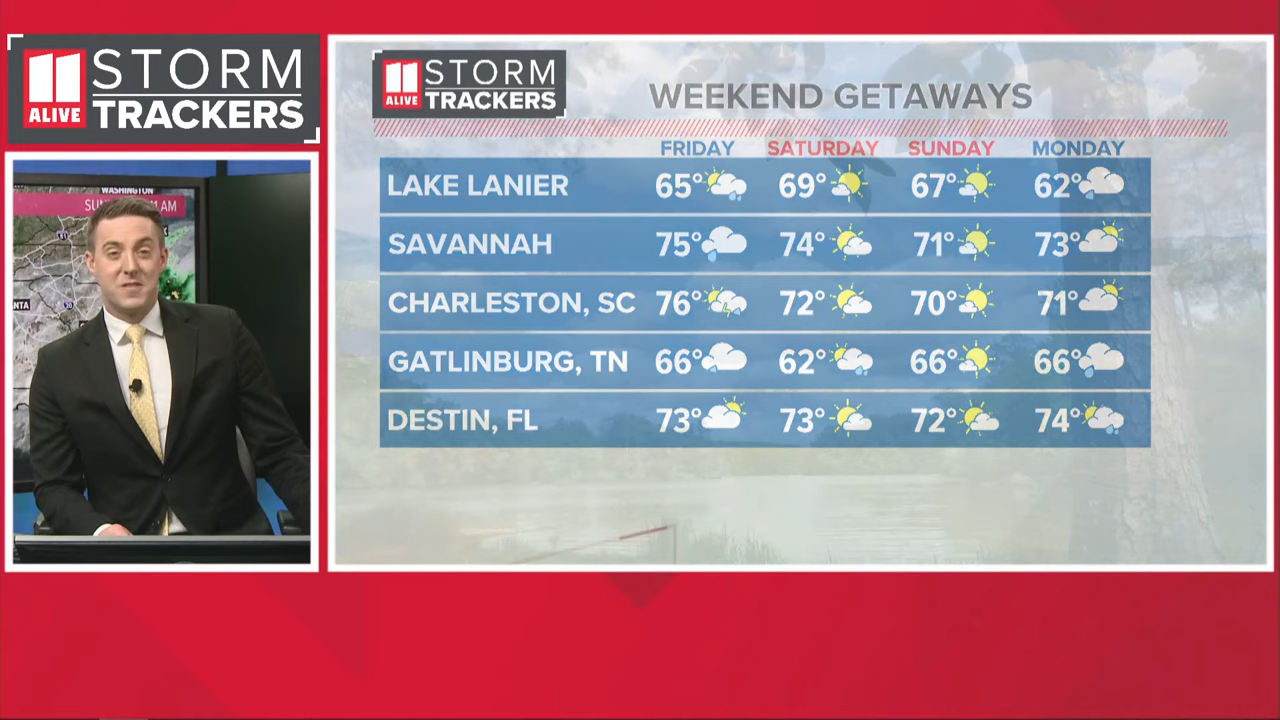 11
ALIVE
STORM
TRACKERS
WASHINGTON
11
ALIVE
STORM
TRACKERS
WEEKEND GETAWAYS
FRIDAY SATURDAY SUNDAY MONDAY
LAKE LANIER 65° 69° 67° 62°
SAVANNAH 75° 74° 71° 73°
CHARLESTON, SC 76° 72° 70° 71°
GATLINBURG, TN 66° 62° 66° 66°
DESTIN, FL 73° 73° 72° 74°